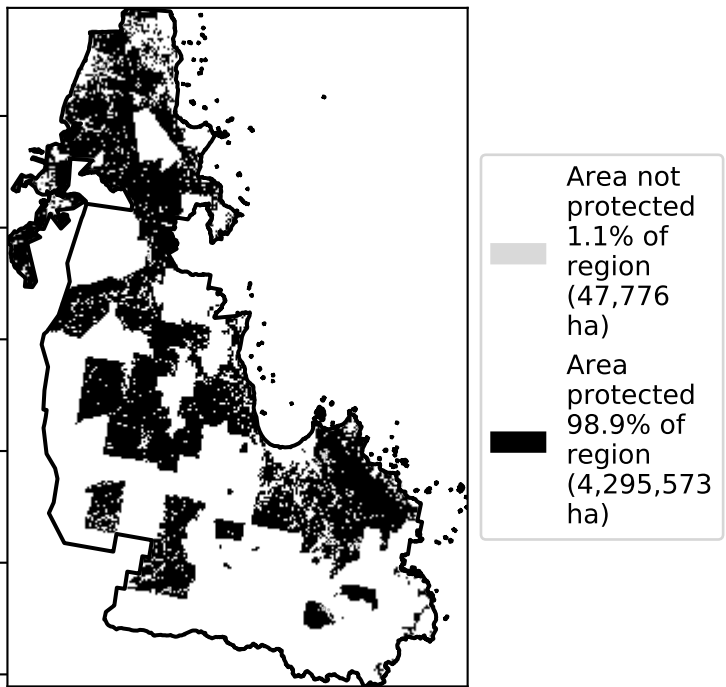 Area not
protected
1.1% of
region
(47,776
ha)
Area
protected
98.9% of
region
(4,295,573
ha)